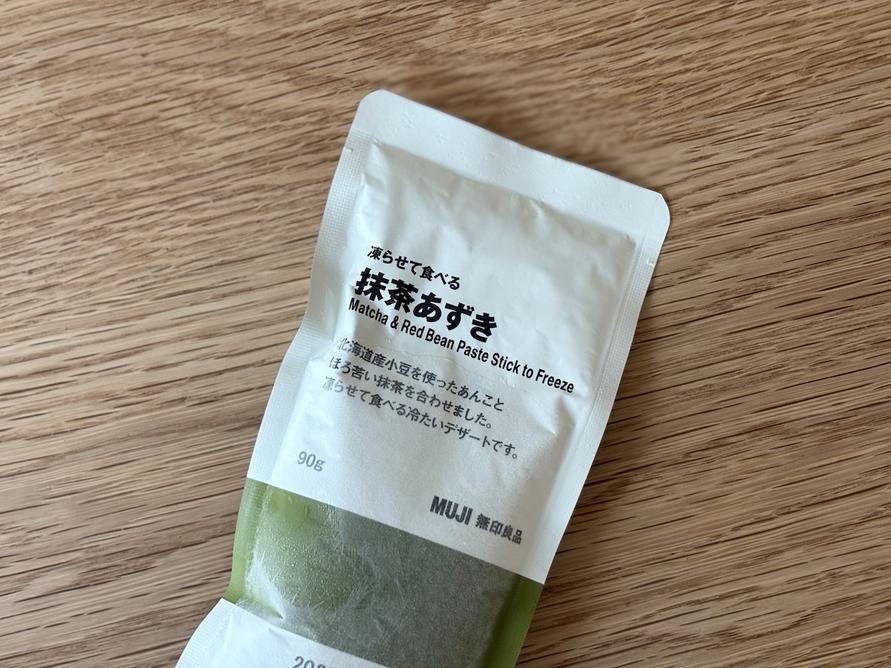 凍らせて食べる
抹茶あずき
Matcha & Red Bean Paste Stick to Freeze
北海道産小豆を使ったあんこと
ほろ苦い抹茶を合わせました。
凍らせて食べる冷たいデザートです。
90g
MUJI 無印良品